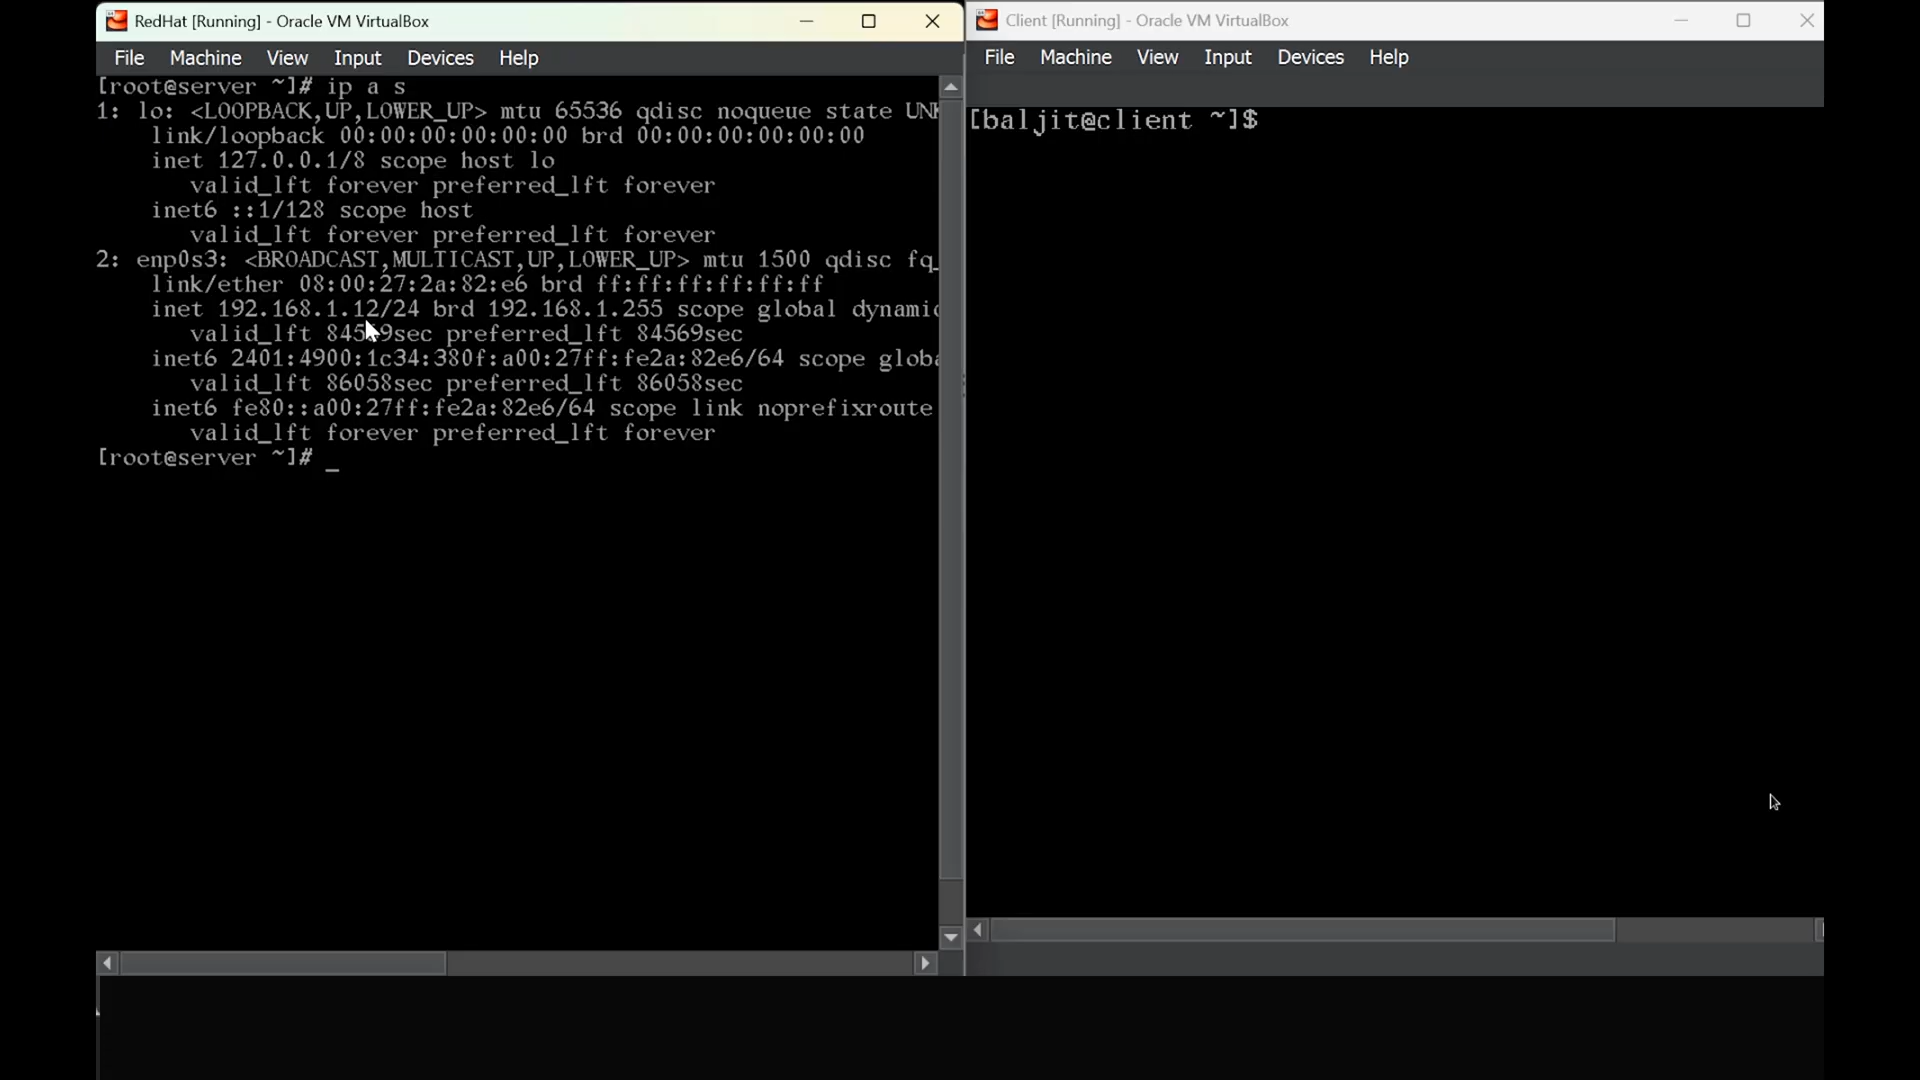 RedHat [Running] - Oracle VM VirtualBox
File Machine View Input Devices Help
[root@server ~]# ip a s
1: lo: <LOOPBACK,UP,LOWER_UP> mtu 65536 qdisc noqueue state UNK
link/loopback 00:00:00:00:00:00 brd 00:00:00:00:00:00
inet 127.0.0.1/8 scope host lo
valid_lft forever preferred_lft forever
inet6 ::1/128 scope host
valid_lft forever preferred_lft forever
2: enp0s3: <BROADCAST,MULTICAST,UP,LOWER_UP> mtu 1500 qdisc fq_
link/ether 08:00:27:2a:82:e6 brd ff:ff:ff:ff:ff:ff
inet 192.168.1.12/24 brd 192.168.1.255 scope global dynamic
valid_lft 84569sec preferred_lft 84569sec
inet6 2401:4900:1c34:380f:a00:27ff:fe2a:82e6/64 scope globa
valid_lft 86058sec preferred_lft 86058sec
inet6 fe80::a00:27ff:fe2a:82e6/64 scope link noprefixroute
valid_lft forever preferred_lft forever
[root@server ~]# _
Client [Running] - Oracle VM VirtualBox
File Machine View Input Devices Help
[baljit@client ~]$